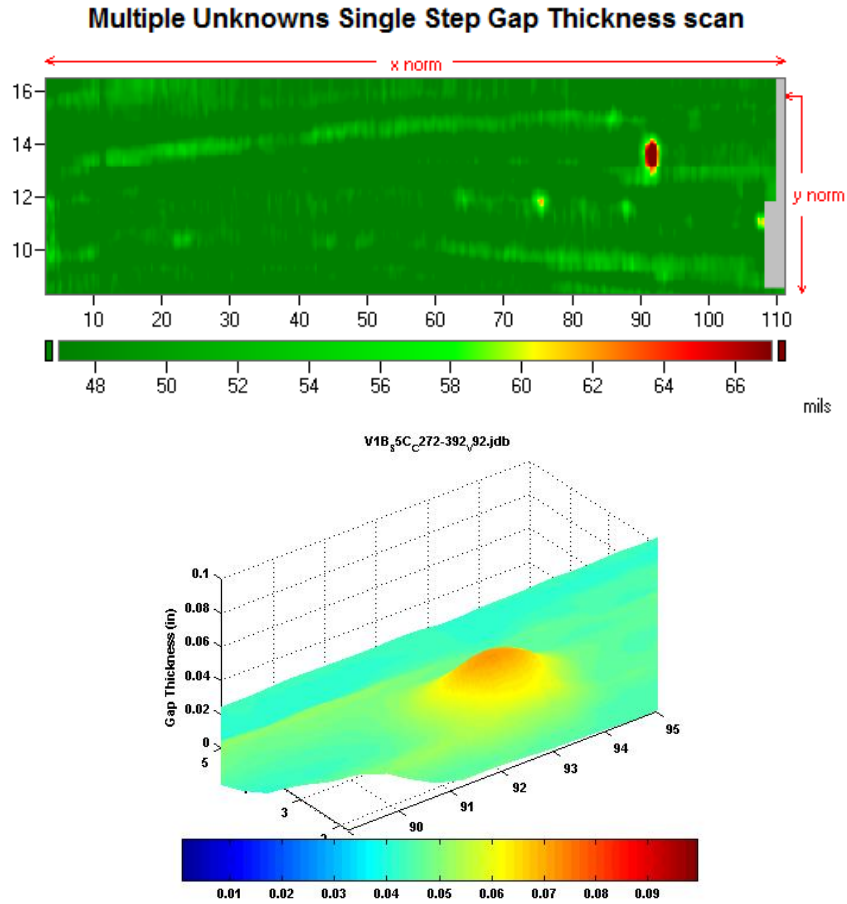 Multiple Unknowns Single Step Gap Thickness scan
x norm
16
14
12
10
y norm
10 20 30 40 50 60 70 80 90 100 110
48 50 52 54 56 58 60 62 64 66
mils
V1B_S5C_C272-392_V92.jdb
0.1
0.08
0.06
0.04
0.02
0
Gap Thickness (in)
5
3
90 91 92 93 94 95
0.01 0.02 0.03 0.04 0.05 0.06 0.07 0.08 0.09